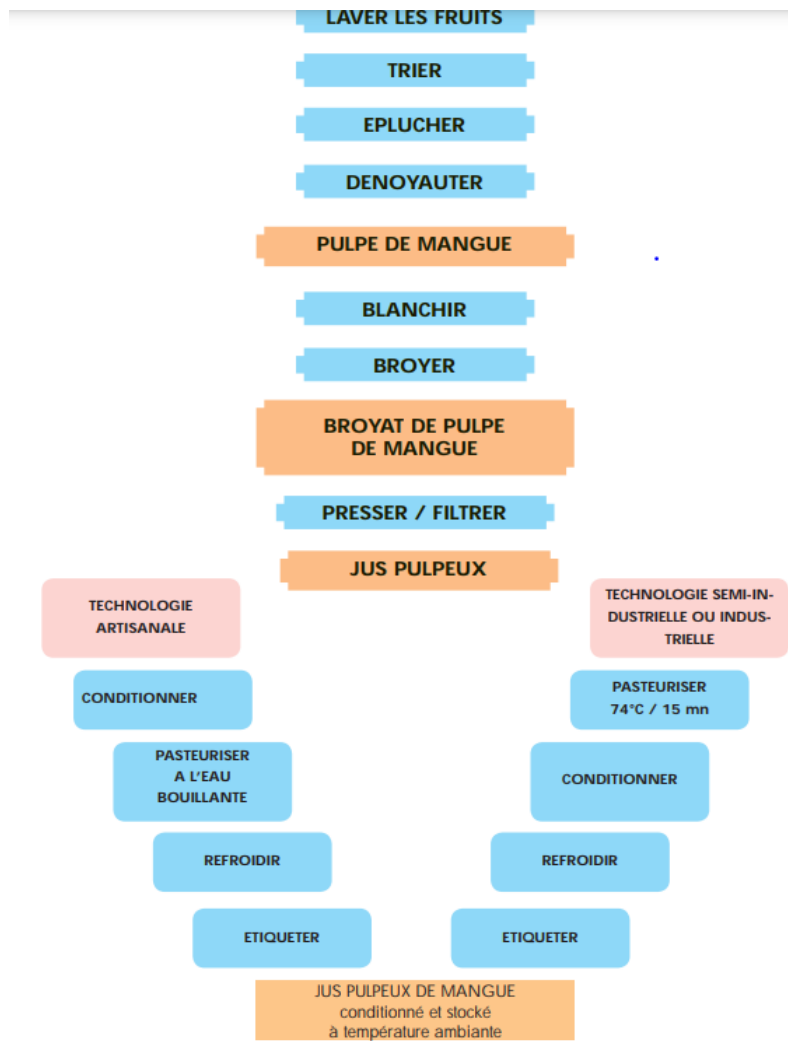 LAVER LES FRUITS
TRIER
EPLUCHER
DENOYAUTER
PULPE DE MANGUE
BLANCHIR
BROYER
BROYAT DE PULPE
DE MANGUE
PRESSER / FILTRER
JUS PULPEUX
TECHNOLOGIE
ARTISANALE
CONDITIONNER
PASTEURISER
A L'EAU
BOUILLANTE
REFROIDIR
ETIQUETER
TECHNOLOGIE SEMI-IN-
DUSTRIELLE OU INDUS-
TRIELLE
PASTEURISER
74°C / 15 mn
CONDITIONNER
REFROIDIR
ETIQUETER
JUS PULPEUX DE MANGUE
conditionné et stocké
à température ambiante